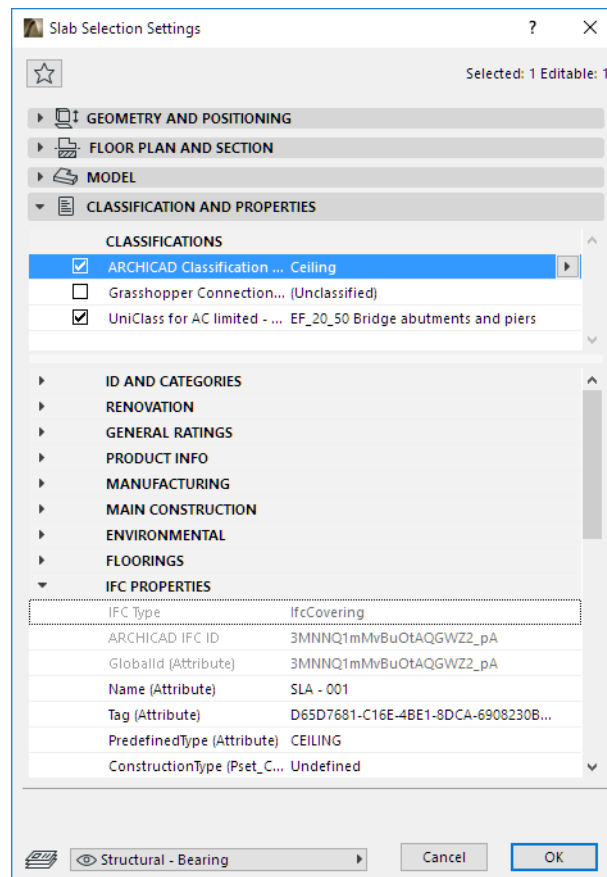 Slab Selection Settings ?
Selected: 1 Editable: 1
GEOMETRY AND POSITIONING
FLOOR PLAN AND SECTION
MODEL
CLASSIFICATION AND PROPERTIES
CLASSIFICATIONS
ARCHICAD Classification ... Ceiling
Grasshopper Connection... (Unclassified)
UniClass for AC limited - ... EF_20_50 Bridge abutments and piers
ID AND CATEGORIES
RENOVATION
GENERAL RATINGS
PRODUCT INFO
MANUFACTURING
MAIN CONSTRUCTION
ENVIRONMENTAL
FLOORINGS
IFC PROPERTIES
IFC Type IfcCovering
ARCHICAD IFC ID 3MNNQ1mMvBuOtAQGWZ2_pA
GlobalId (Attribute) 3MNNQ1mMvBuOtAQGWZ2_pA
Name (Attribute) SLA - 001
Tag (Attribute) D65D7681-C16E-4BE1-8DCA-6908230B...
PredefinedType (Attribute) CEILING
ConstructionType (Pset_C... Undefined
Structural - Bearing Cancel OK